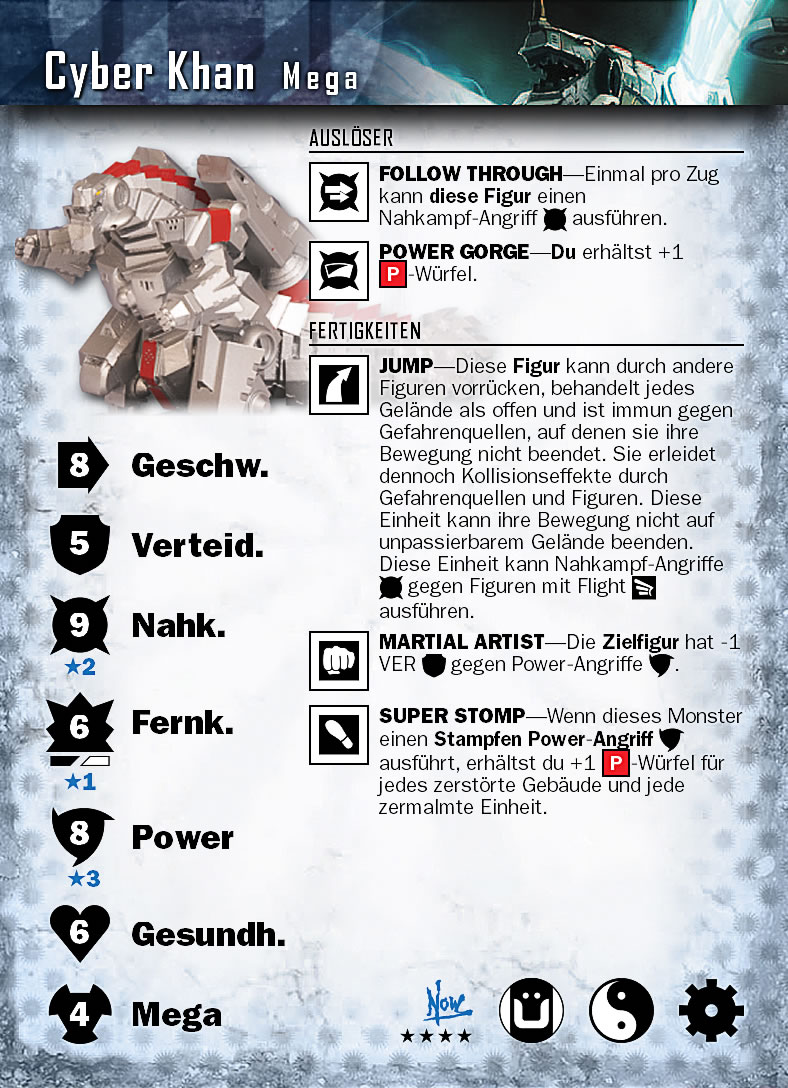 Cyber Khan Mega
AUSLÖSER
FOLLOW THROUGH—Einmal pro Zug
kann diese Figur einen
Nahkampf-Angriff ausführen.
POWER GORGE—Du erhältst +1
P-Würfel.
FERTIGKEITEN
JUMP—Diese Figur kann durch andere
Figuren vorrücken, behandelt jedes
Gelände als offen und ist immun gegen
Gefahrenquellen, auf denen sie ihre
Bewegung nicht beendet. Sie erleidet
dennoch Kollisionseffekte durch
Gefahrenquellen und Figuren. Diese
Einheit kann ihre Bewegung nicht auf
unpassierbarem Gelände beenden.
Diese Einheit kann Nahkampf-Angriffe
gegen Figuren mit Flight
ausführen.
MARTIAL ARTIST—Die Zielfigur hat -1
VER gegen Power-Angriffe .
SUPER STOMP—Wenn dieses Monster
einen Stampfen Power-Angriff
ausführt, erhältst du +1 P-Würfel für
jedes zerstörte Gebäude und jede
zermalmte Einheit.
8 Geschw.
5 Verteid.
9 Nahk.
★2
6 Fernk.
★1
8 Power
★3
6 Gesundh.
4 Mega
Now
★★★★
Ü